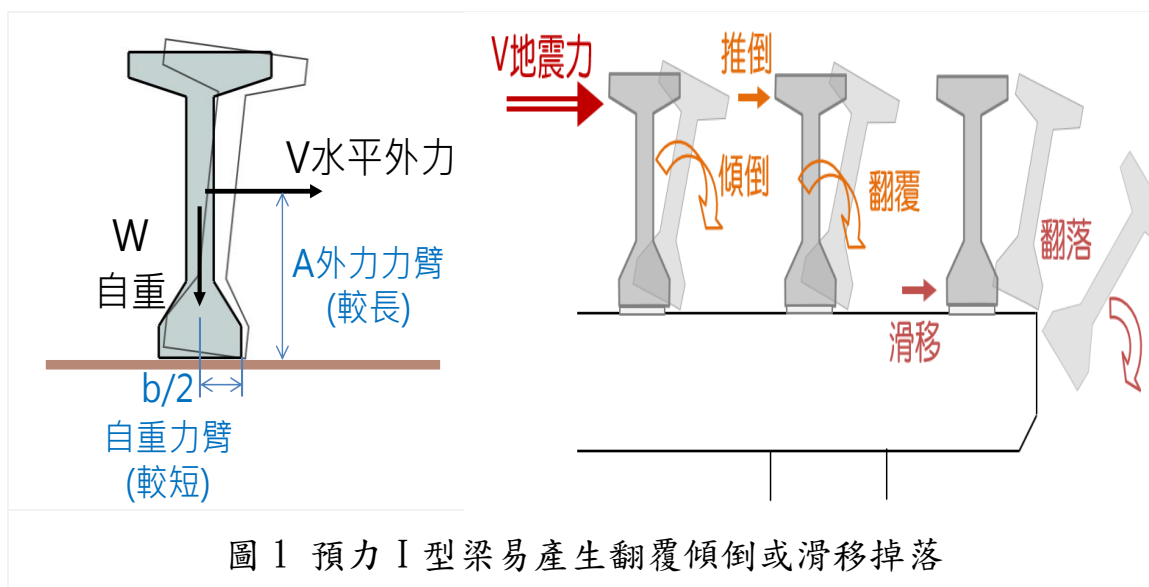 V水平外力
W
自重
A外力力臂
(較長)
b/2
自重力臂
(較短)
V地震力
推倒
傾倒
翻覆
滑移
翻落
圖 1 預力 I 型梁易產生翻覆傾倒或滑移掉落